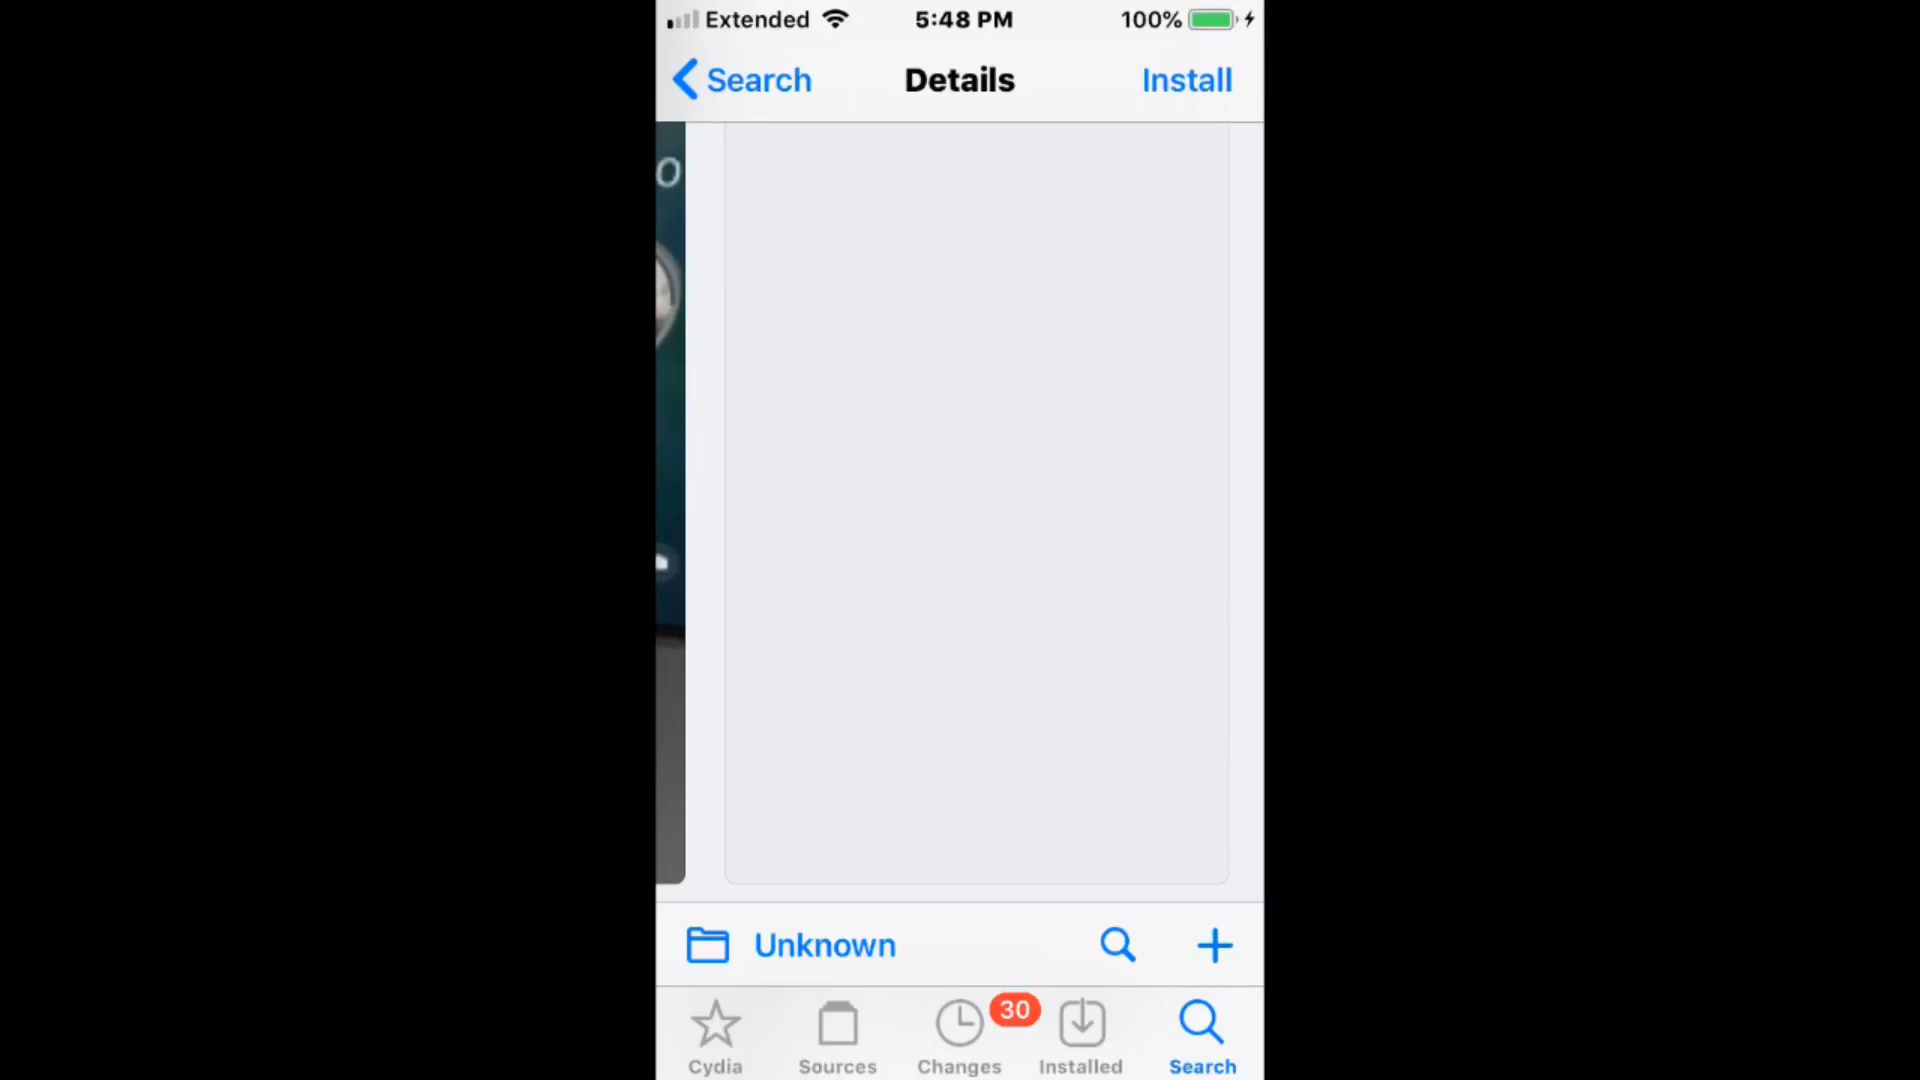 Extended 5:48 PM 100%
Search Details Install
O
Unknown
30
Cydia Sources Changes Installed Search